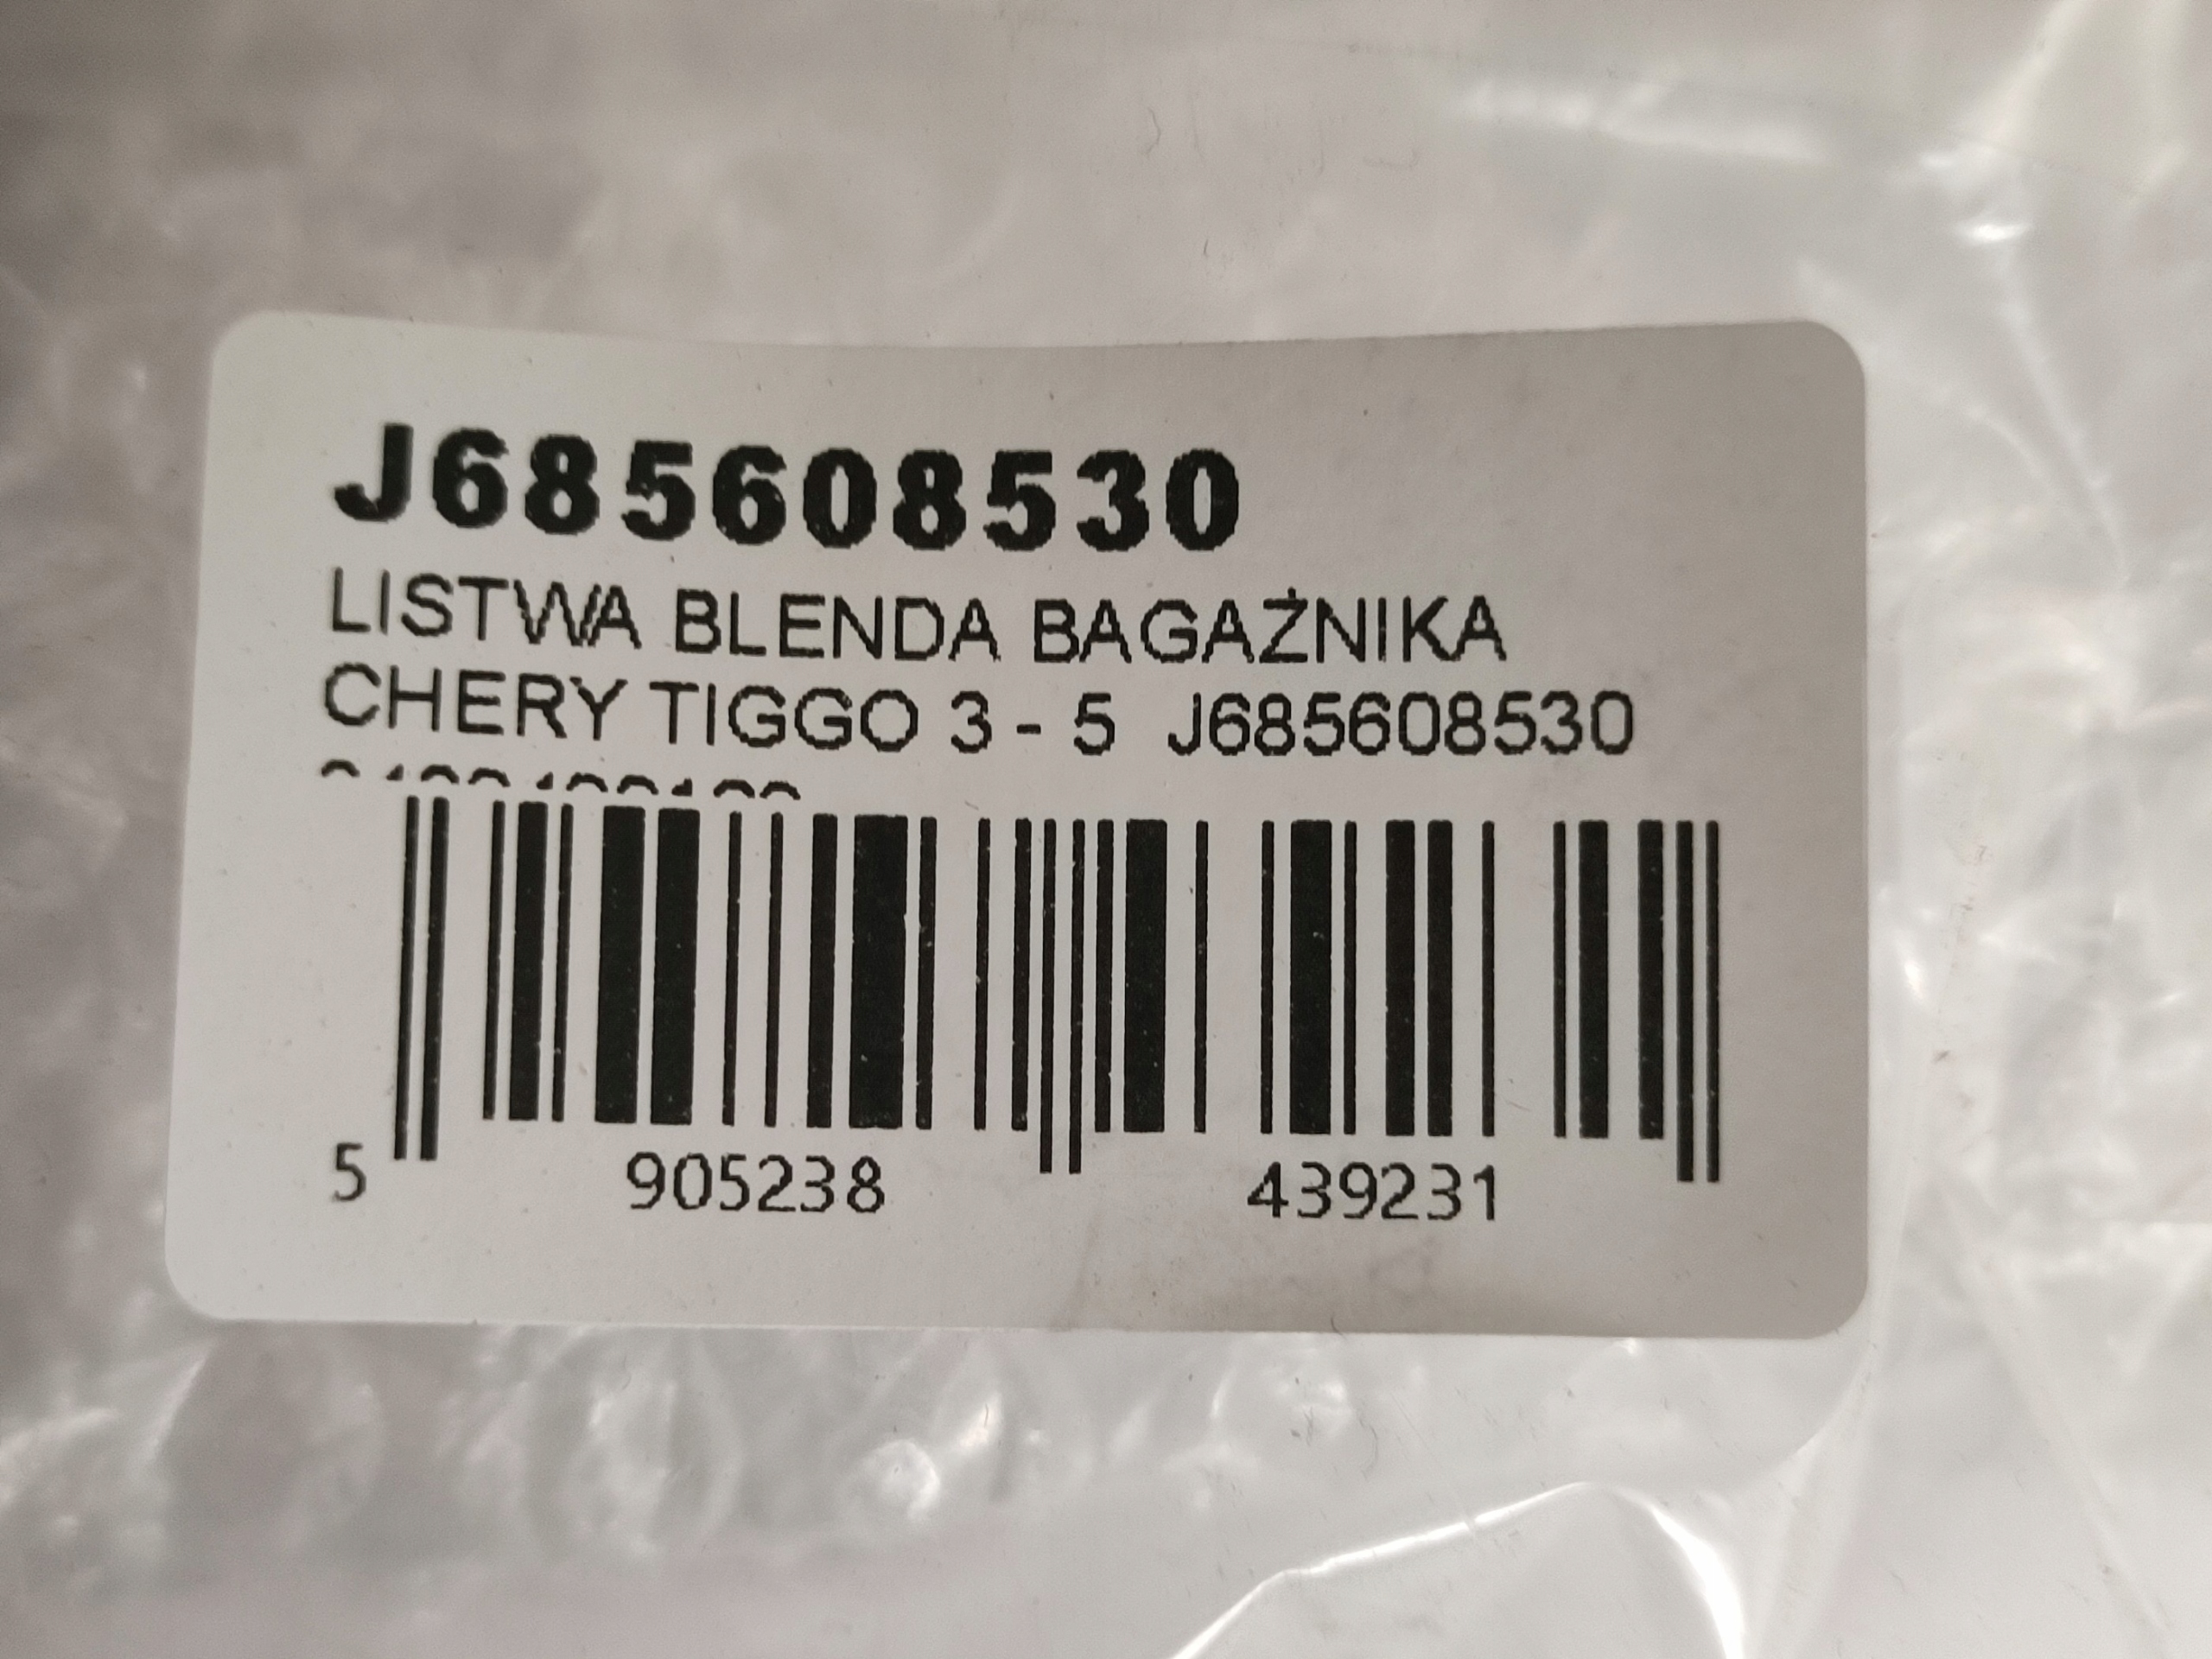 J685608530
LISTWA BLENDA BAGAŻNIKA
CHERY TIGGO 3 - 5 J685608530
5 905238 439231